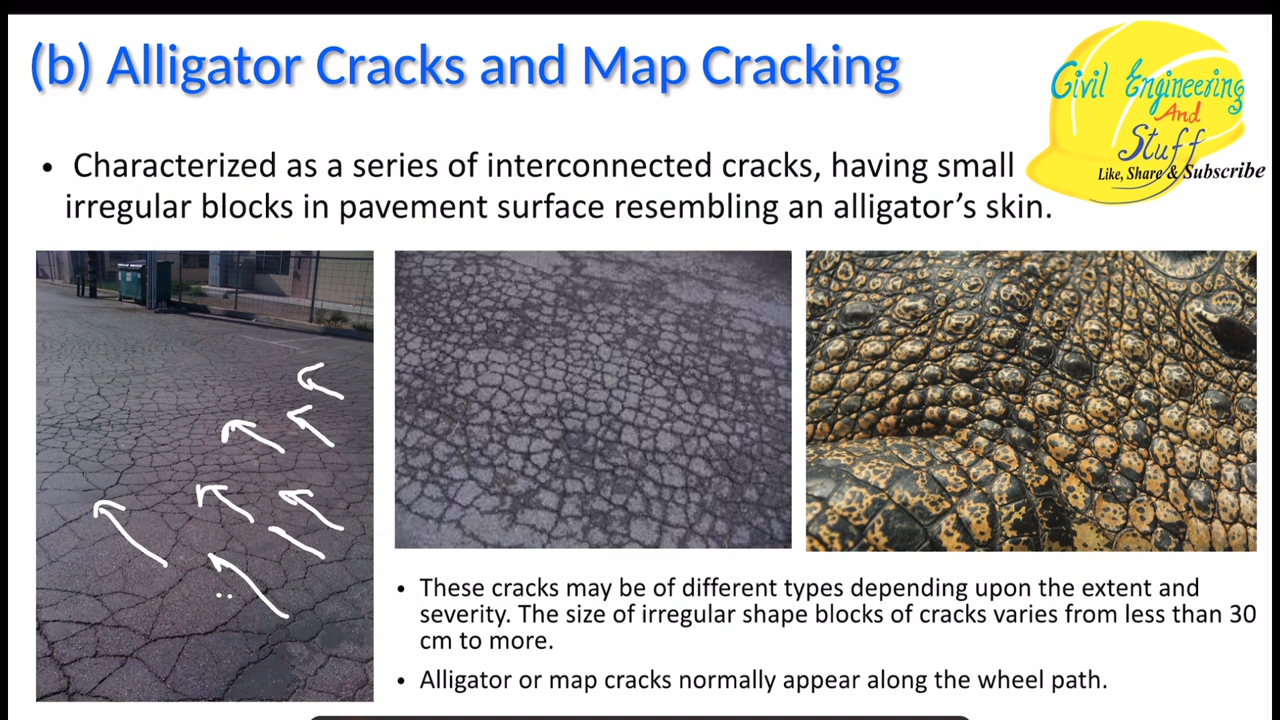 (b) Alligator Cracks and Map Cracking
Civil Engineering
And
Stuff
Like, Share & Subscribe
• Characterized as a series of interconnected cracks, having small
irregular blocks in pavement surface resembling an alligator’s skin.
• These cracks may be of different types depending upon the extent and
severity. The size of irregular shape blocks of cracks varies from less than 30
cm to more.
• Alligator or map cracks normally appear along the wheel path.